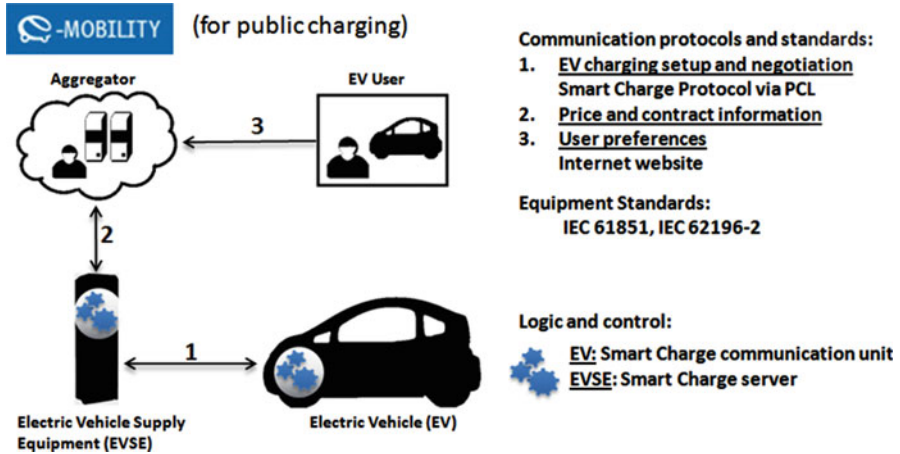 e-MOBILITY (for public charging)
Aggregator
EV User
3
2
1
Electric Vehicle Supply
Equipment (EVSE)
Electric Vehicle (EV)
Communication protocols and standards:
1. EV charging setup and negotiation
Smart Charge Protocol via PCL
2. Price and contract information
3. User preferences
Internet website
Equipment Standards:
IEC 61851, IEC 62196-2
Logic and control:
EV: Smart Charge communication unit
EVSE: Smart Charge server